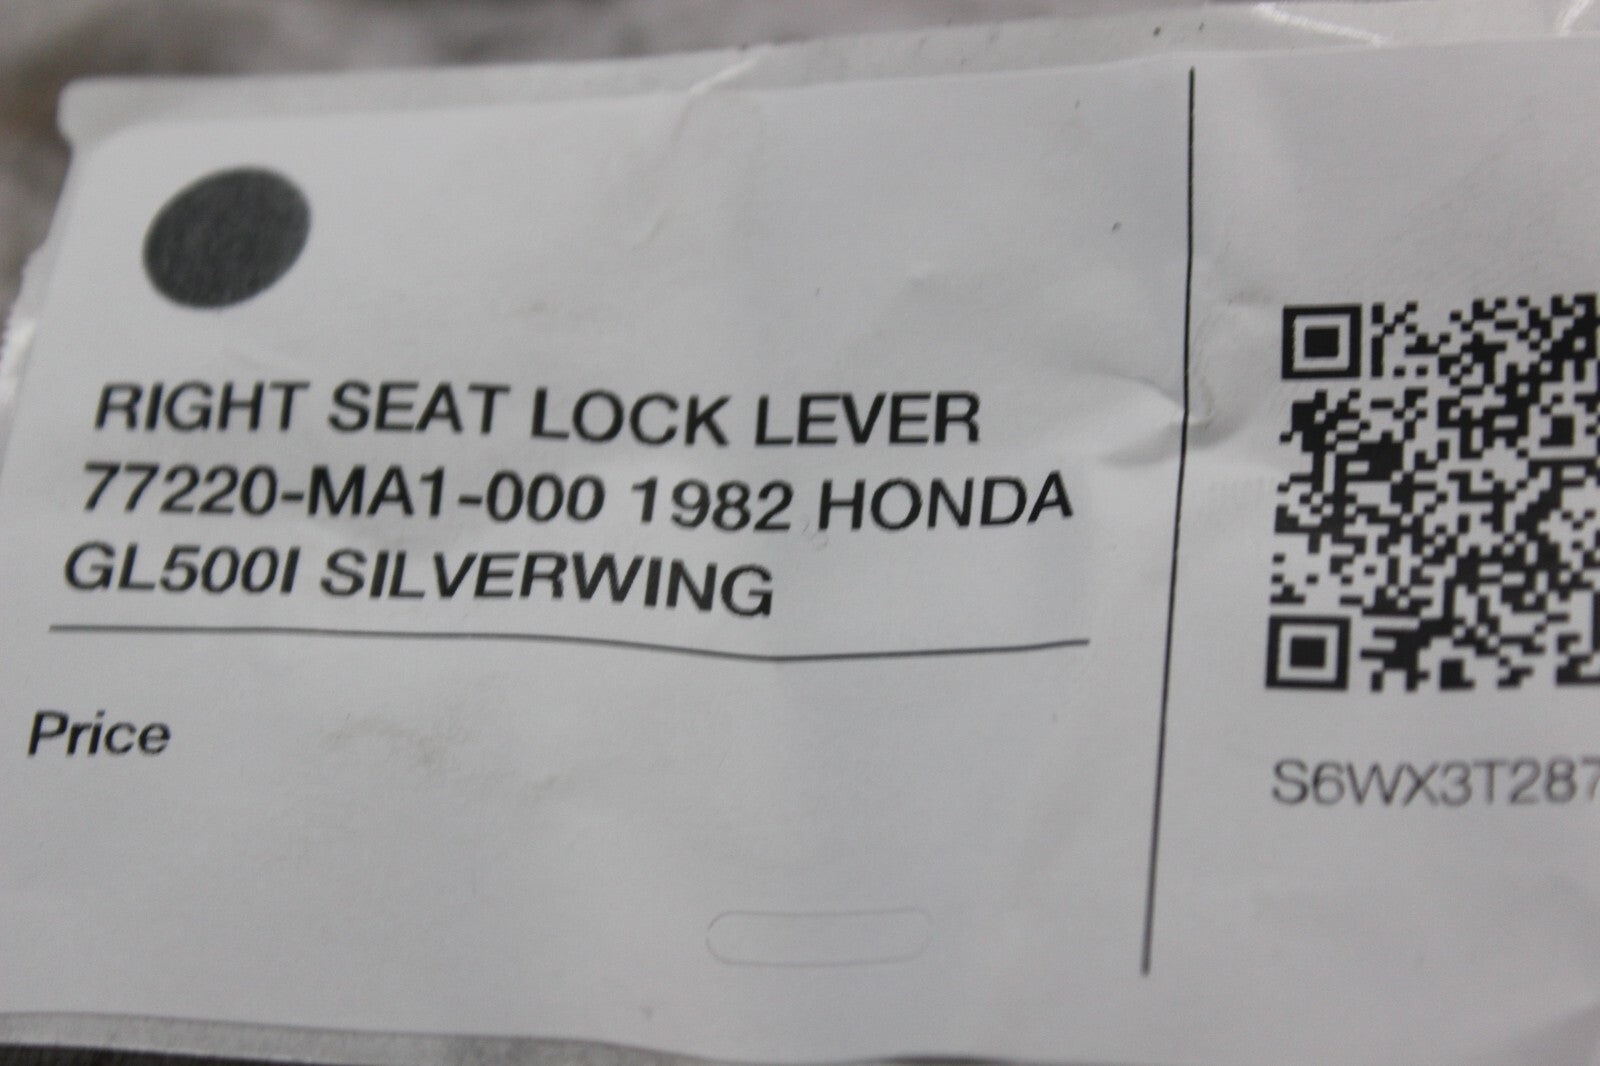 RIGHT SEAT LOCK LEVER
77220-MA1-000 1982 HONDA
GL500I SILVERWING
Price
S6WX3T287